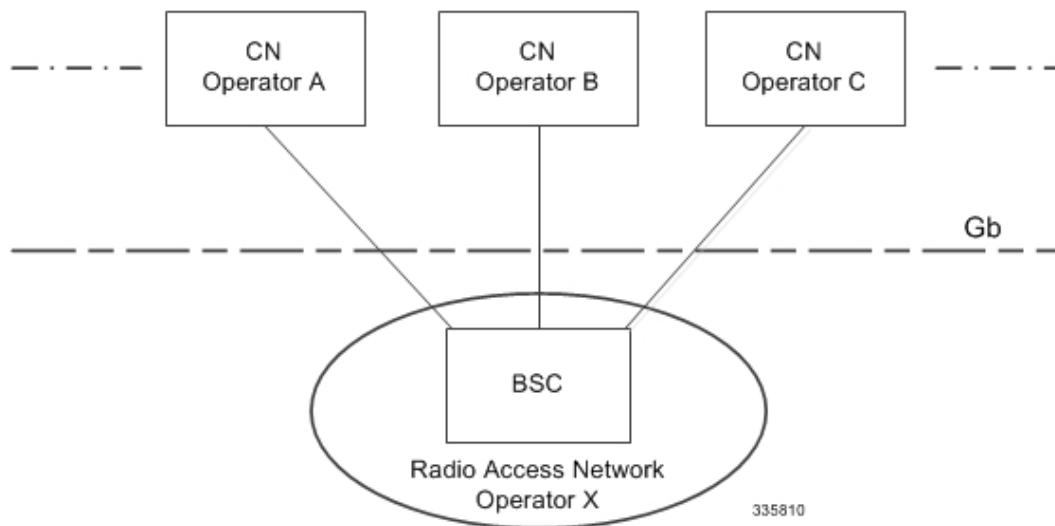 CN
Operator A
CN
Operator B
CN
Operator C
Gb
BSC
Radio Access Network
Operator X
335810